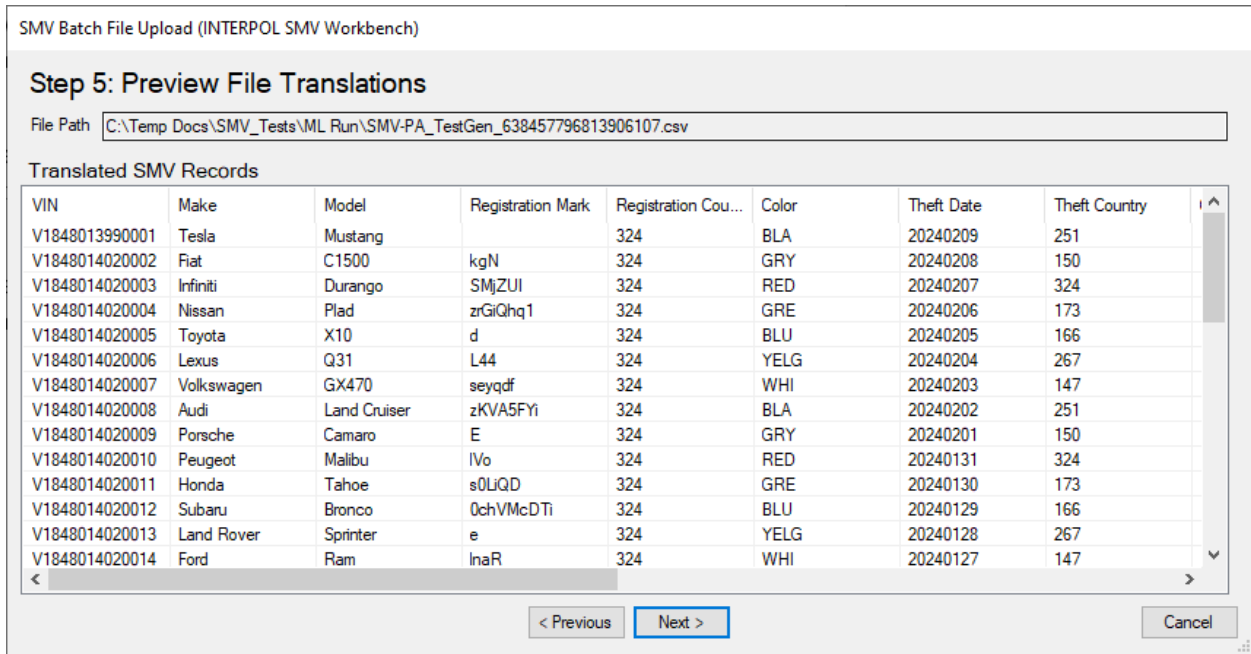 SMV Batch File Upload (INTERPOL SMV Workbench)
Step 5: Preview File Translations
File Path C:\Temp Docs\SMV_Tests\ML Run\SMV-PA_TestGen_638457796813906107.csv
Translated SMV Records
VIN Make Model Registration Mark Registration Cou... Color Theft Date Theft Country
V1848013990001 Tesla Mustang 324 BLA 20240209 251
V1848014020002 Fiat C1500 kgN 324 GRY 20240208 150
V1848014020003 Infiniti Durango SMjZUI 324 RED 20240207 324
V1848014020004 Nissan Plad zrGiQhq1 324 GRE 20240206 173
V1848014020005 Toyota X10 d 324 BLU 20240205 166
V1848014020006 Lexus Q31 L44 324 YELG 20240204 267
V1848014020007 Volkswagen GX470 seyqdf 324 WHI 20240203 147
V1848014020008 Audi Land Cruiser zKVA5FYi 324 BLA 20240202 251
V1848014020009 Porsche Camaro E 324 GRY 20240201 150
V1848014020010 Peugeot Malibu IVo 324 RED 20240131 324
V1848014020011 Honda Tahoe s0LiQD 324 GRE 20240130 173
V1848014020012 Subaru Bronco 0chVMcDTi 324 BLU 20240129 166
V1848014020013 Land Rover Sprinter e 324 YELG 20240128 267
V1848014020014 Ford Ram lnaR 324 WHI 20240127 147
< Previous Next > Cancel